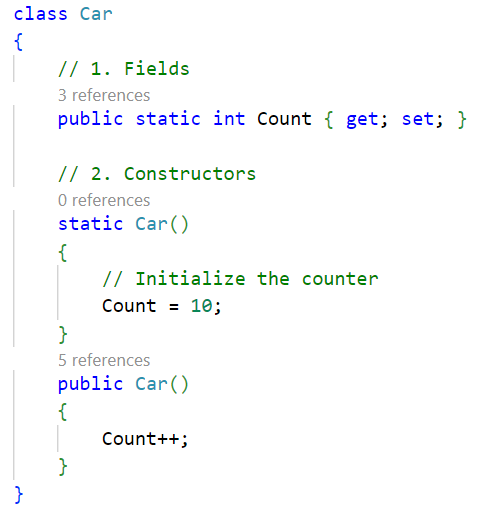 class Car
{
    // 1. Fields
    3 references
    public static int Count { get; set; }

    // 2. Constructors
    0 references
    static Car()
    {
        // Initialize the counter
        Count = 10;
    }
    5 references
    public Car()
    {
        Count++;
    }
}